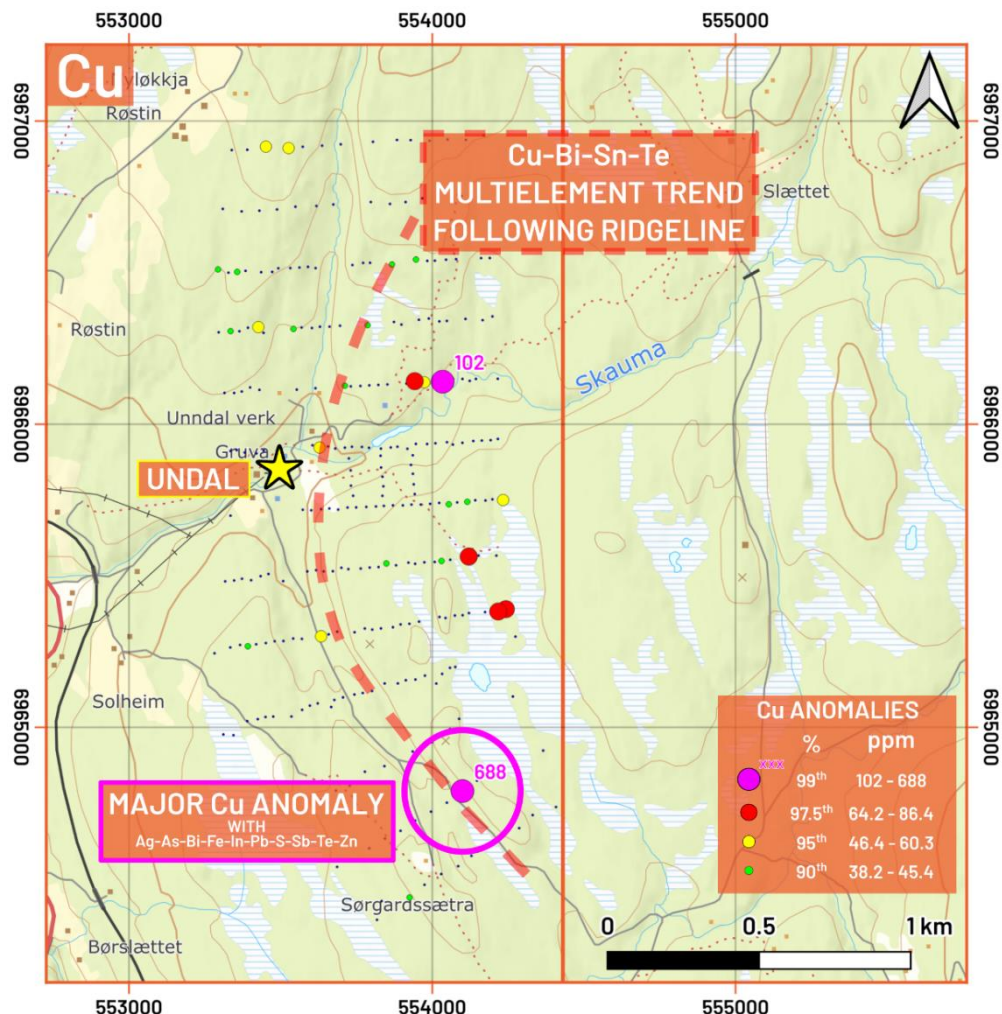 553000 554000 555000
Cu
Nyløkkja
Røstin
6967000
6967000
Cu-Bi-Sn-Te
MULTIELEMENT TREND
FOLLOWING RIDGELINE
Slættet
Røstin
102
Skauma
Unndal verk
6966000
6966000
Gruva
UNDAL
Solheim
6965000
6965000
688
MAJOR Cu ANOMALY
WITH
Ag-As-Bi-Fe-In-Pb-S-Sb-Te-Zn
Cu ANOMALIES
% ppm
xxx
99th 102 - 688
97.5th 64.2 - 86.4
95th 46.4 - 60.3
90th 38.2 - 45.4
Sørgardssætra
Børslættet
0 0.5 1 km
553000 554000 555000